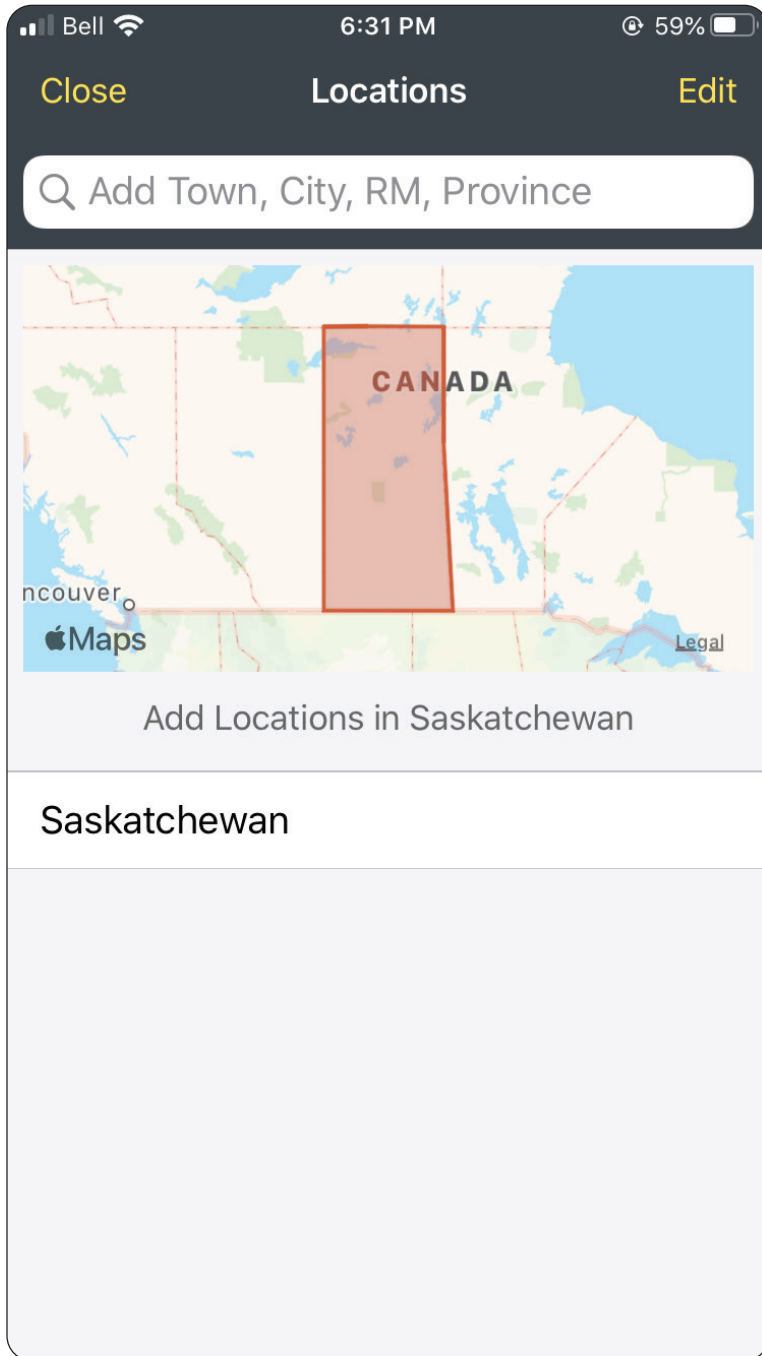 Bell 6:31 PM 59%
Close Locations Edit
Add Town, City, RM, Province
CANADA
ncouver
Maps Legal
Add Locations in Saskatchewan
Saskatchewan